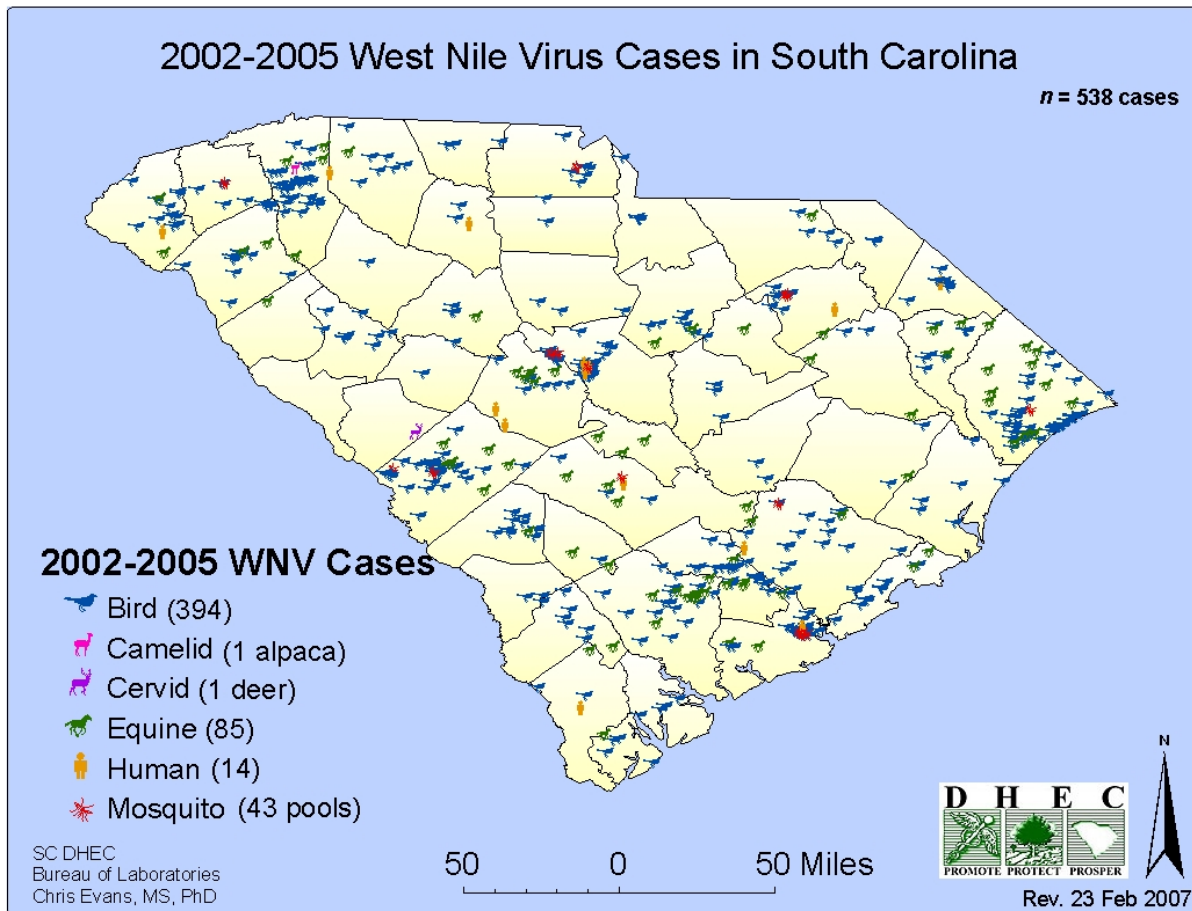 2002-2005 West Nile Virus Cases in South Carolina
n = 538 cases
2002-2005 WNV Cases
Bird (394)
Camelid (1 alpaca)
Cervid (1 deer)
Equine (85)
Human (14)
Mosquito (43 pools)
SC DHEC
Bureau of Laboratories
Chris Evans, MS, PhD
50 0 50 Miles
D H E C
PROMOTE PROTECT PROSPER
N
Rev. 23 Feb 2007